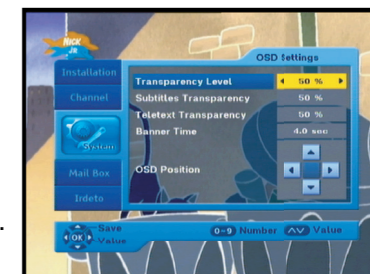 NICK
JR
OSD Settings
Installation
Channel
System
Mail Box
Irdeto
Transparency Level 50 %
Subtitles Transparency 50 %
Teletext Transparency 50 %
Banner Time 4.0 sec
OSD Position
OK
Save
Value
0~9 Number
Value
.